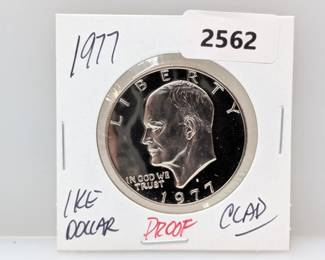 1977
2562
LIBERTY
IN GOD WE
TRUST
1977
IKE
DOLLAR
PROOF
CLAD